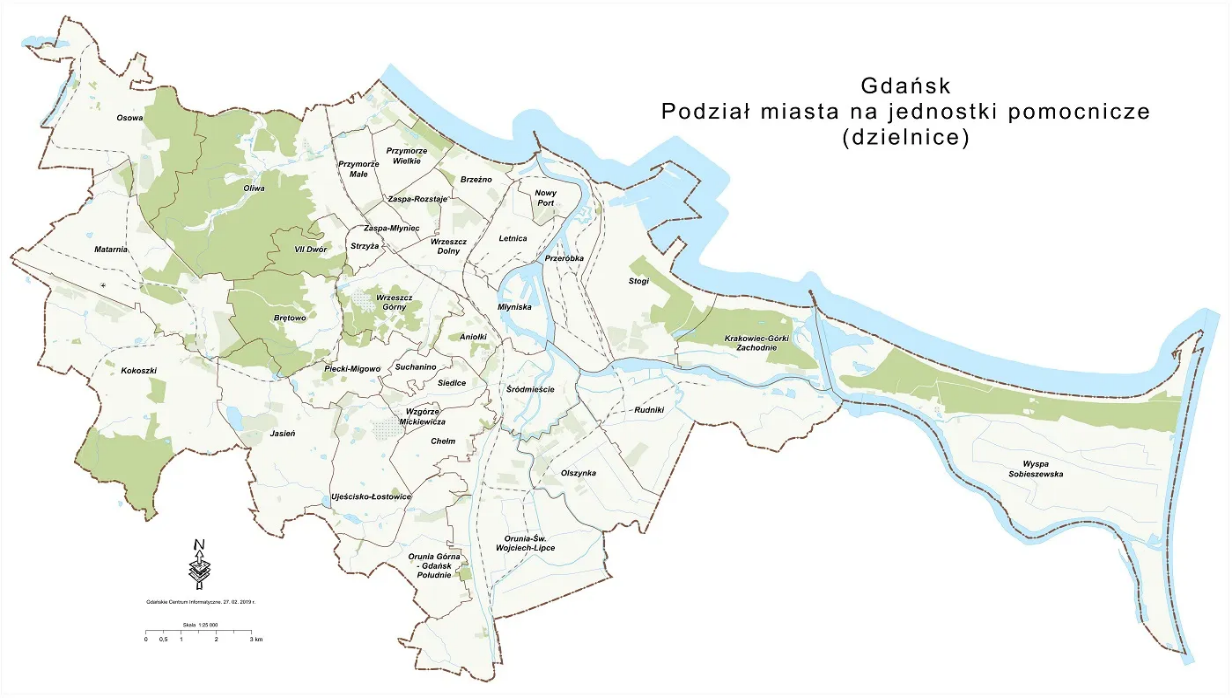 Gdańsk
Podział miasta na jednostki pomocnicze
(dzielnice)
Osowa
Oliwa
Przymorze
Małe
Przymorze
Wielkie
Brzeźno
Nowy
Port
Zaspa-Rozstaje
Zaspa-Młyniec
Matarnia
VII Dwór
Strzyża
Wrzeszcz
Dolny
Letnica
Przeróbka
Stogi
Wrzeszcz
Górny
Młyniska
Brętowo
Aniołki
Krakowiec-Górki
Zachodnie
Kokoszki
Piecki-Migowo
Suchanino
Siedlce
Śródmieście
Rudniki
Wzgórze
Mickiewicza
Jasień
Chełm
Olszynka
Wyspa
Sobieszewska
Ujeścisko-Łostowice
Orunia-Św.
Wojciech-Lipce
Orunia Górna
- Gdańsk
Południe
N
Gdańskie Centrum Informatyczne, 27. 02. 2019 r.
Skala 1:25 000
0 0,5 1 2 3 km